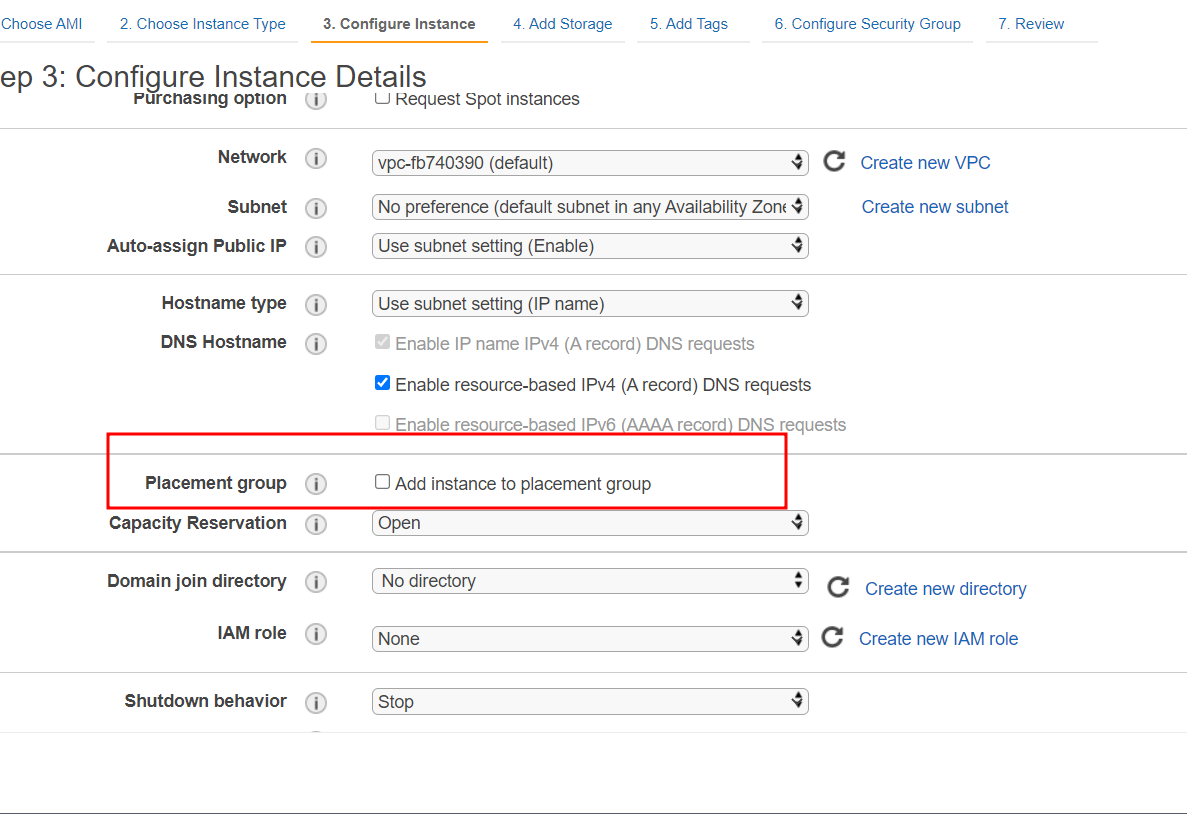 Choose AMI 2. Choose Instance Type 3. Configure Instance 4. Add Storage 5. Add Tags 6. Configure Security Group 7. Review
ep 3: Configure Instance Details
Purchasing option i Request Spot instances
Network i vpc-fb740390 (default) Create new VPC
Subnet i No preference (default subnet in any Availability Zone Create new subnet
Auto-assign Public IP i Use subnet setting (Enable)
Hostname type i Use subnet setting (IP name)
DNS Hostname i Enable IP name IPv4 (A record) DNS requests
Enable resource-based IPv4 (A record) DNS requests
Enable resource-based IPv6 (AAAA record) DNS requests
Placement group i Add instance to placement group
Capacity Reservation i Open
Domain join directory i No directory Create new directory
IAM role i None Create new IAM role
Shutdown behavior i Stop